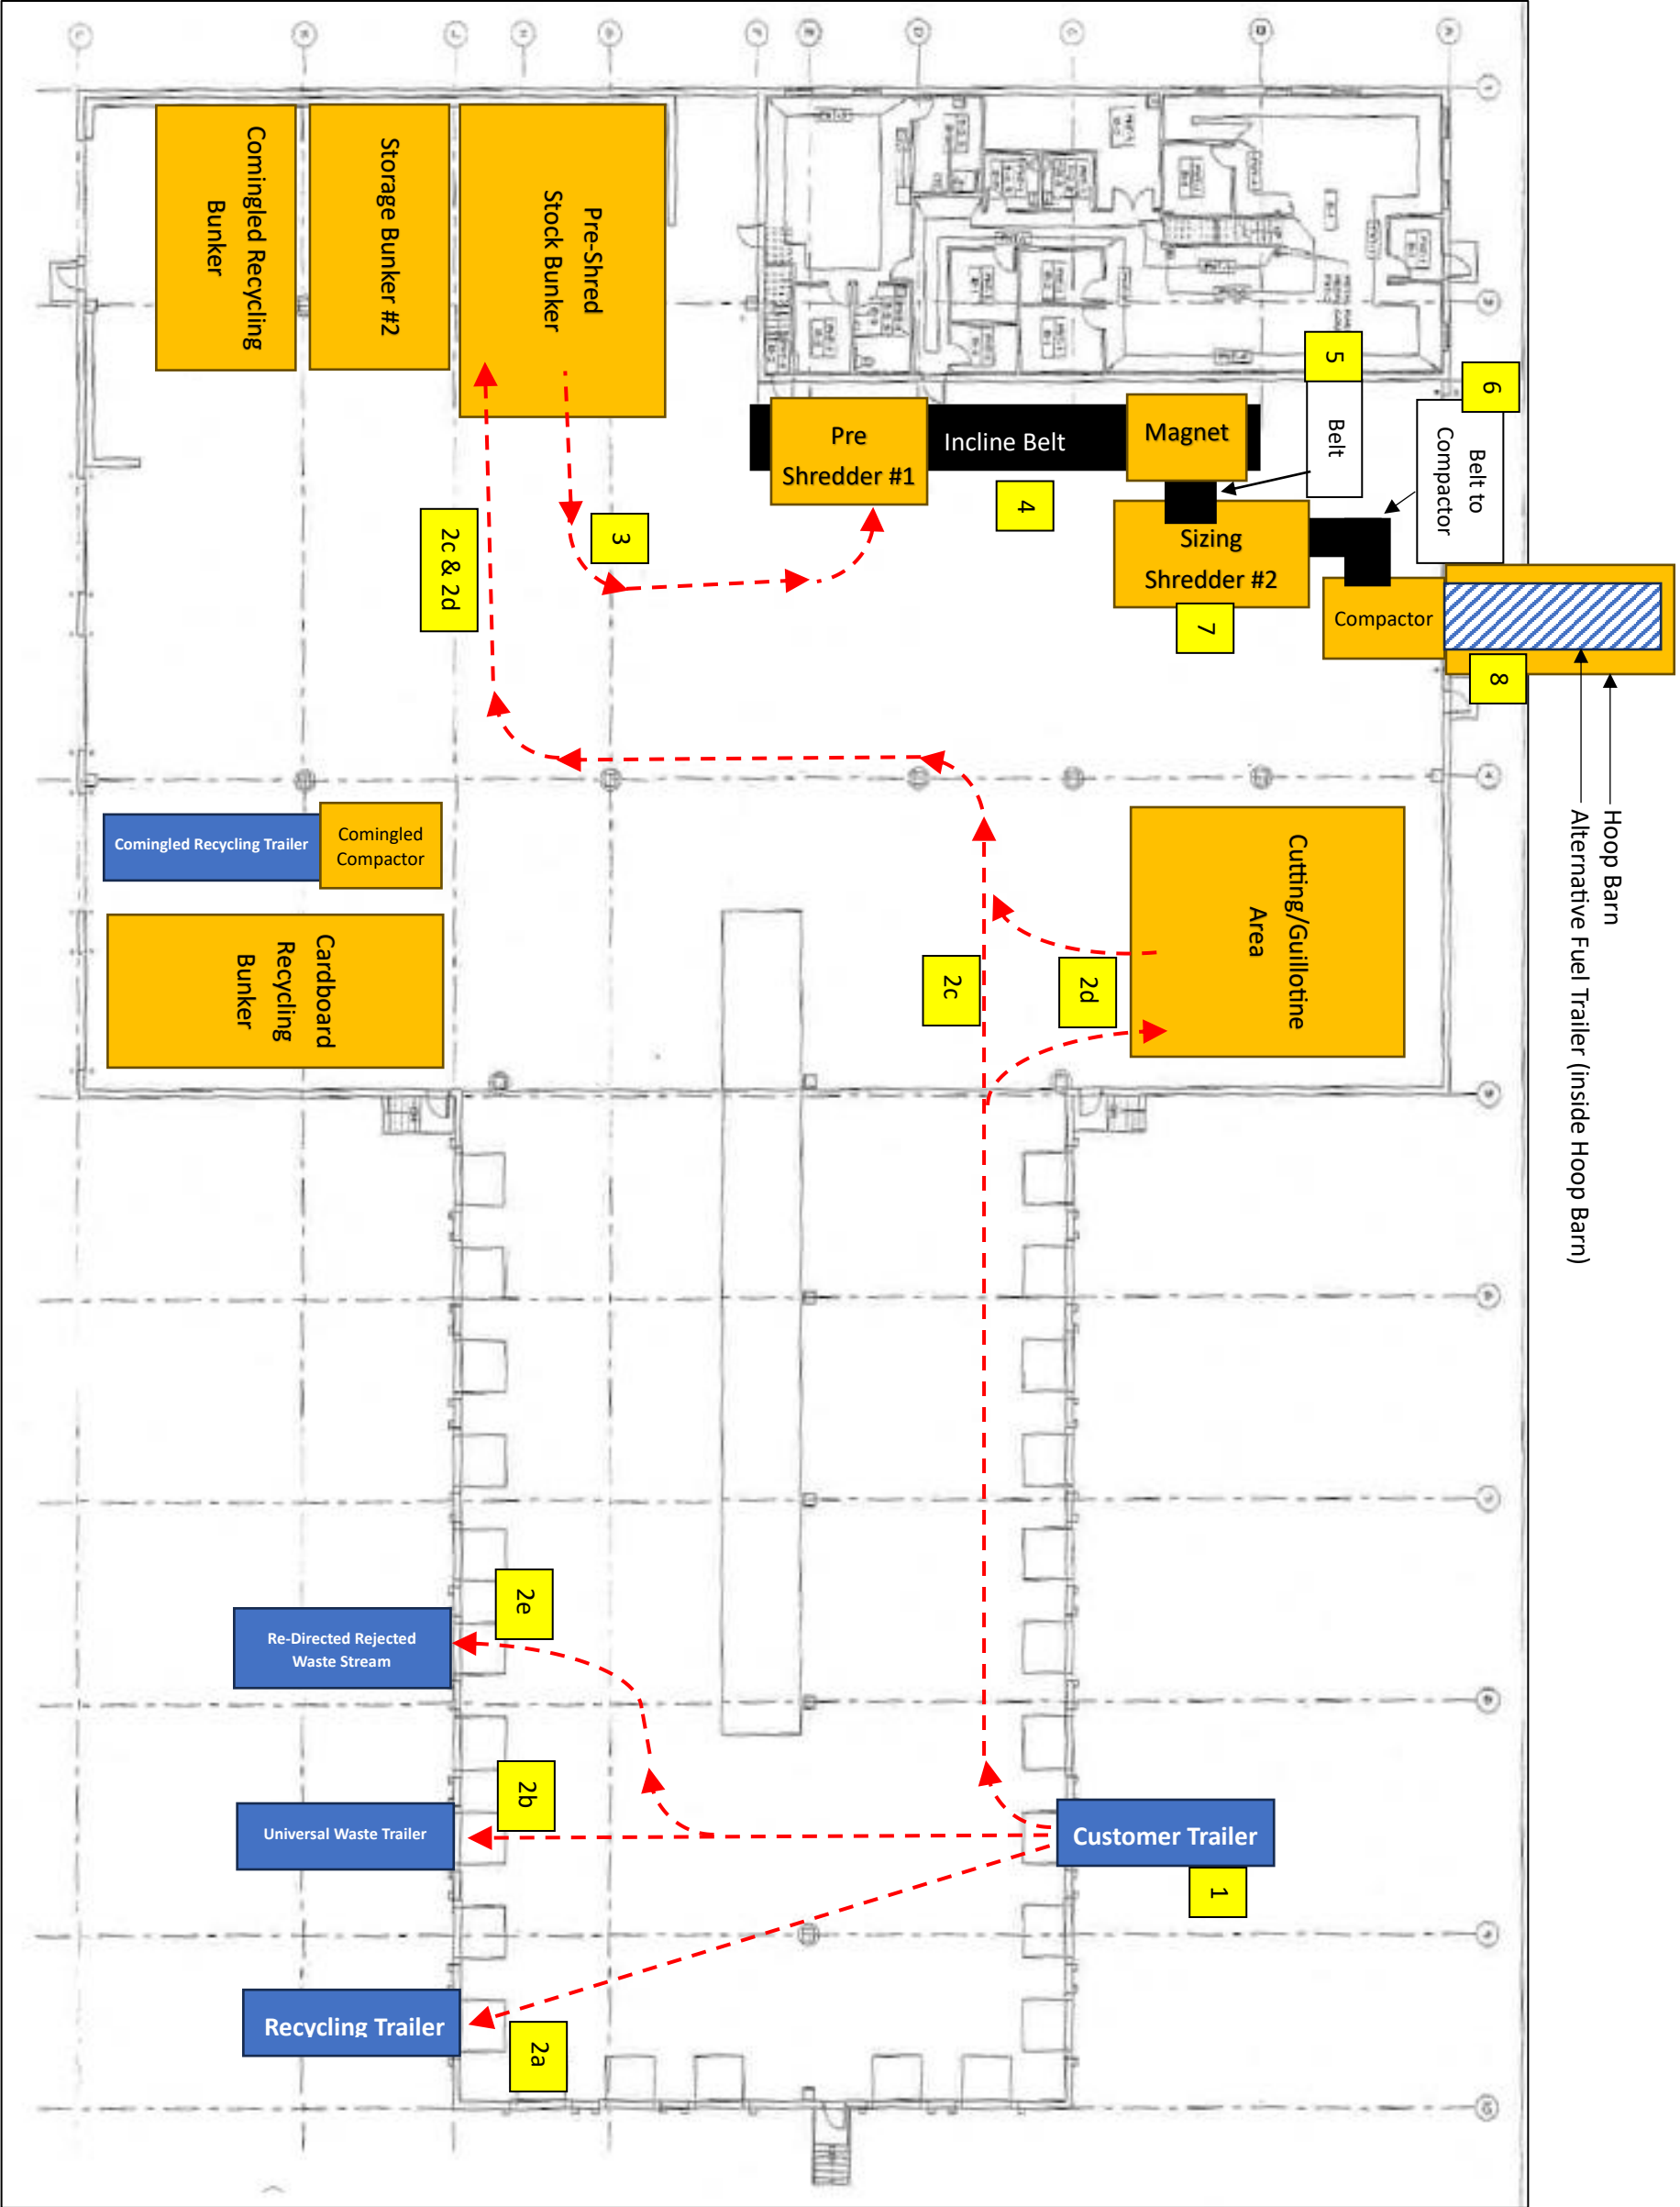 Comingled Recycling
Bunker
Storage Bunker #2
Pre-Shred
Stock Bunker
5
Belt
6
Belt to
Compactor
Pre
Shredder #1
Incline Belt
Magnet
4
3
2c & 2d
Sizing
Shredder #2
7
Compactor
8
Hoop Barn
Alternative Fuel Trailer (inside Hoop Barn)
Comingled Recycling Trailer
Comingled
Compactor
Cutting/Guillotine
Area
Cardboard
Recycling
Bunker
2c
2d
2e
Re-Directed Rejected
Waste Stream
2b
Universal Waste Trailer
Customer Trailer
1
Recycling Trailer
2a